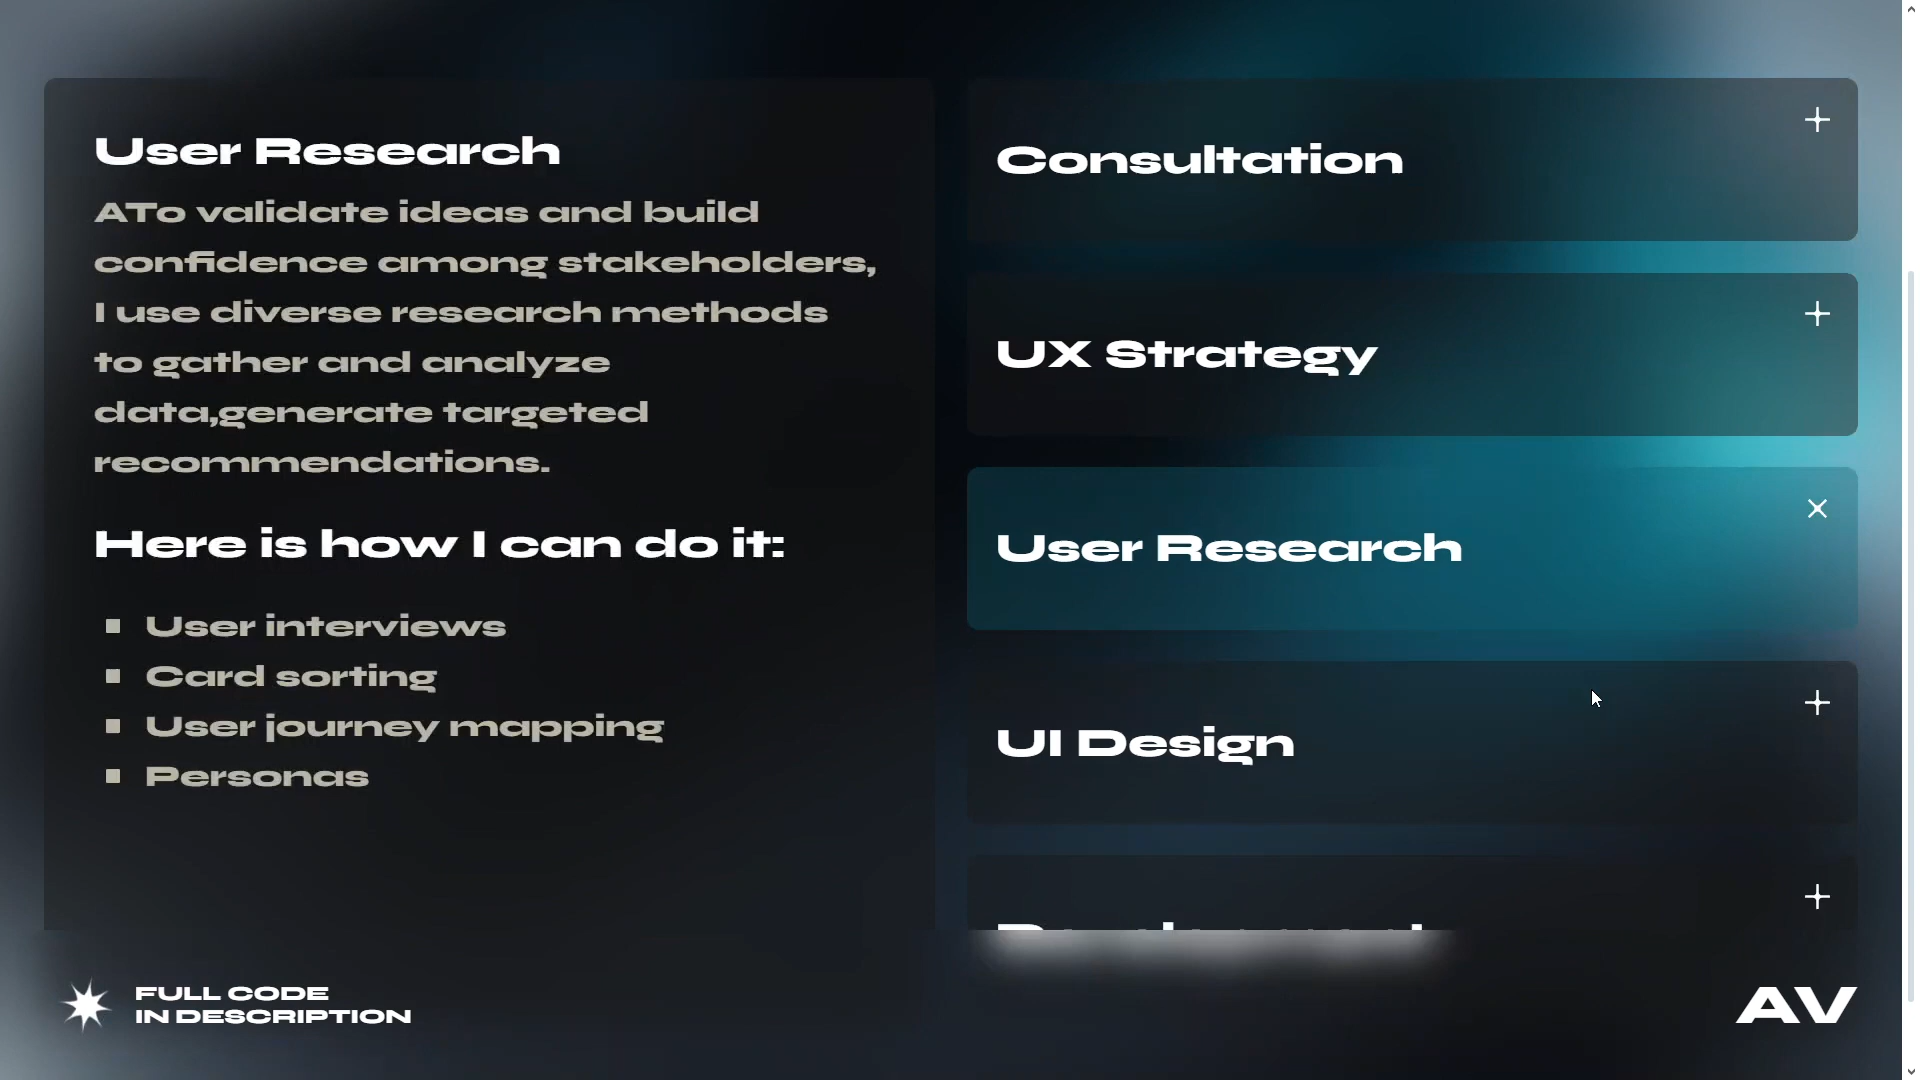 User Research
ATo validate ideas and build
confidence among stakeholders,
I use diverse research methods
to gather and analyze
data,generate targeted
recommendations.
Here is how I can do it:
User interviews
Card sorting
User journey mapping
Personas
Consultation
UX Strategy
User Research
UI Design
FULL CODE
IN DESCRIPTION
AV